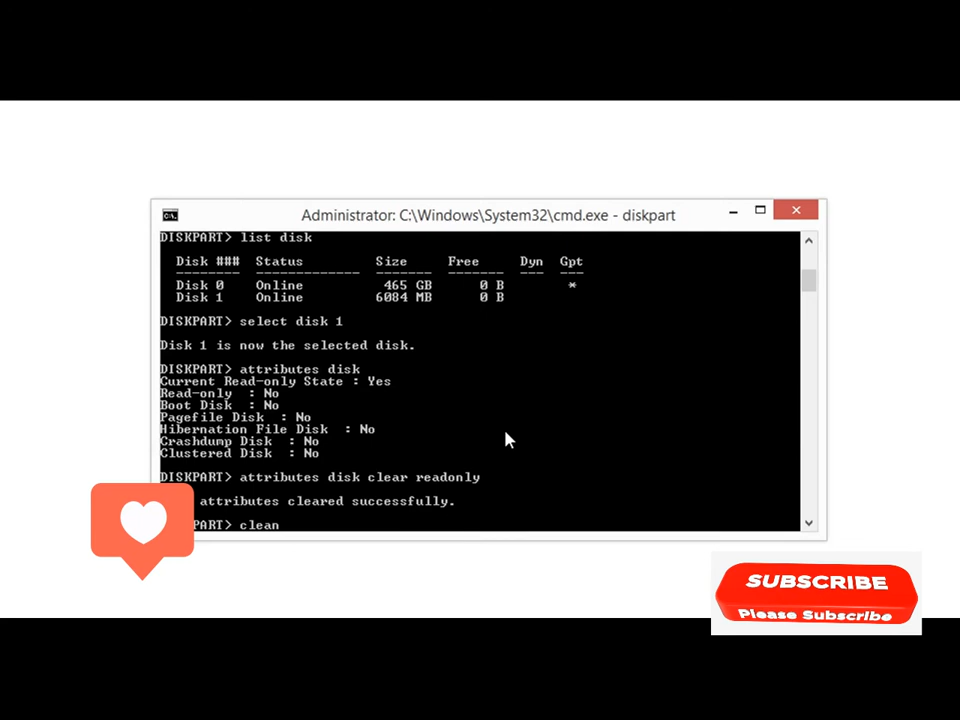 Administrator: C:\Windows\System32\cmd.exe - diskpart
DISKPART> list disk
Disk ### Status Size Free Dyn Gpt
-------- ------------- ------- ------- --- ---
Disk 0 Online 465 GB 0 B *
Disk 1 Online 6084 MB 0 B
DISKPART> select disk 1
Disk 1 is now the selected disk.
DISKPART> attributes disk
Current Read-only State : Yes
Read-only : No
Boot Disk : No
Pagefile Disk : No
Hibernation File Disk : No
Crashdump Disk : No
Clustered Disk : No
DISKPART> attributes disk clear readonly
attributes cleared successfully.
PART> clean
SUBSCRIBE
Please Subscribe